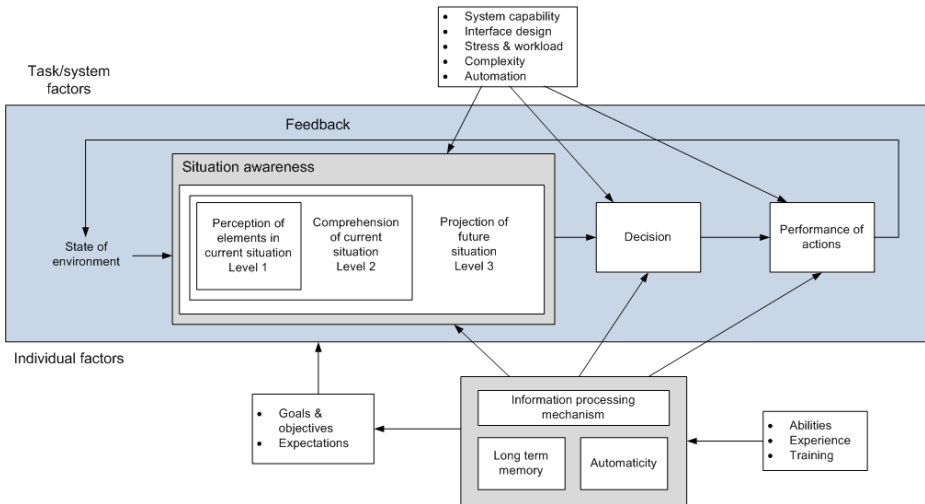 • System capability
• Interface design
• Stress & workload
• Complexity
• Automation
Task/system
factors
Feedback
Situation awareness
Perception of
elements in
current situation
Level 1
Comprehension
of current
situation
Level 2
Projection of
future
situation
Level 3
State of
environment
Decision
Performance of
actions
Individual factors
• Goals &
objectives
• Expectations
Information processing
mechanism
Long term
memory
Automaticity
• Abilities
• Experience
• Training